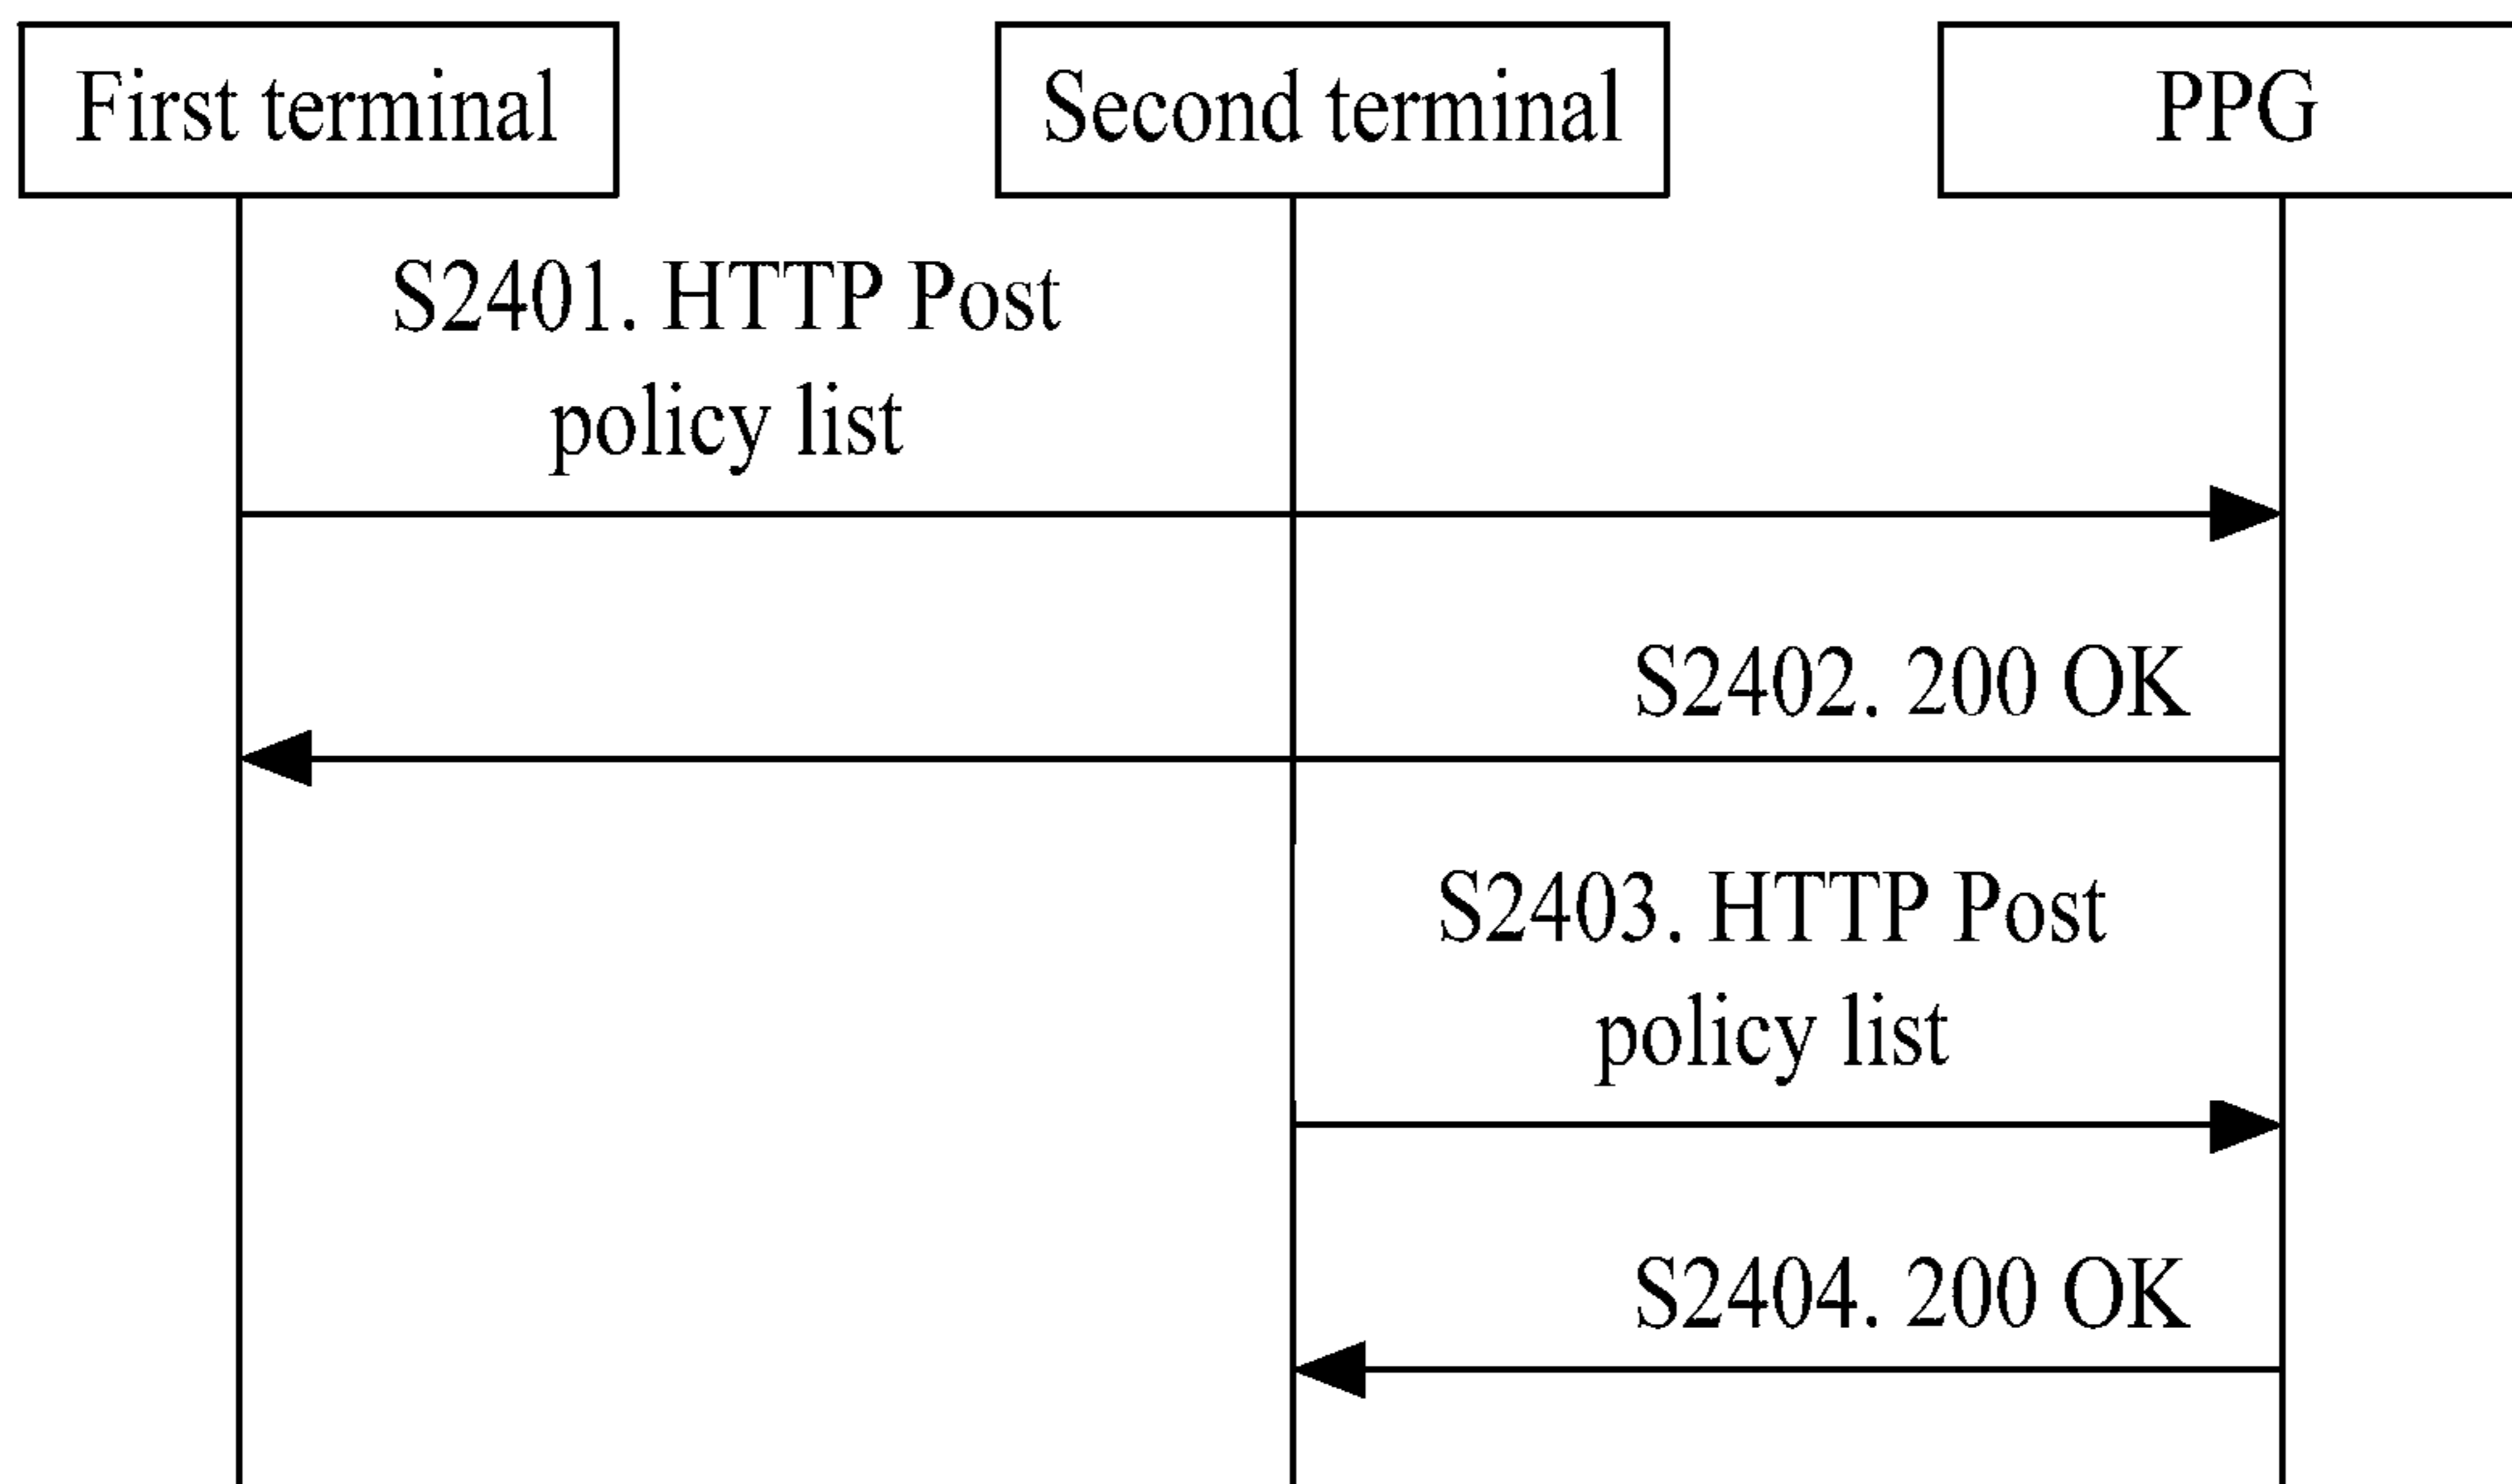 First terminal
Second terminal
PPG
S2401. HTTP Post
policy list
S2402. 200 OK
S2403. HTTP Post
policy list
S2404. 200 OK